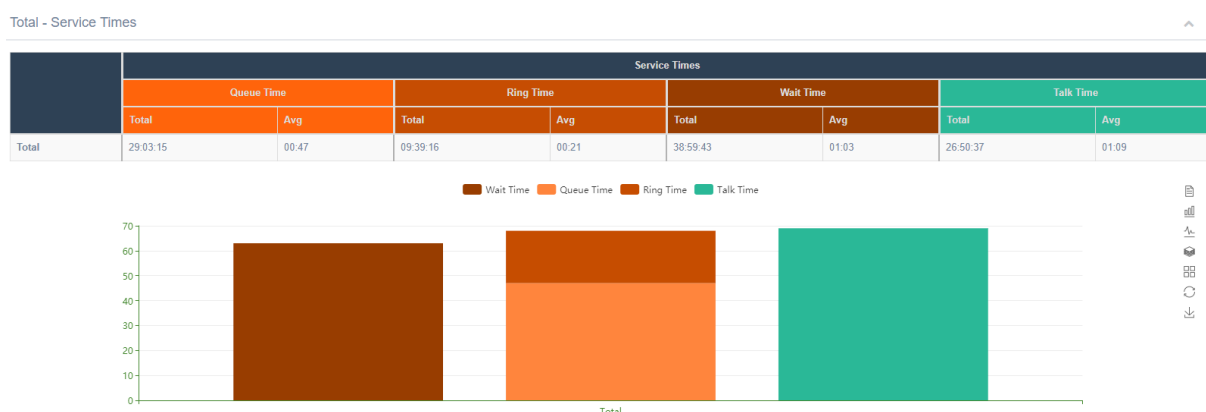 Total - Service Times
Service Times
Queue Time Ring Time Wait Time Talk Time
Total Avg Total Avg Total Avg Total Avg
Total 29:03:15 00:47 09:39:16 00:21 38:59:43 01:03 26:50:37 01:09
Wait Time Queue Time Ring Time Talk Time
70
60
50
40
30
20
10
0
Total